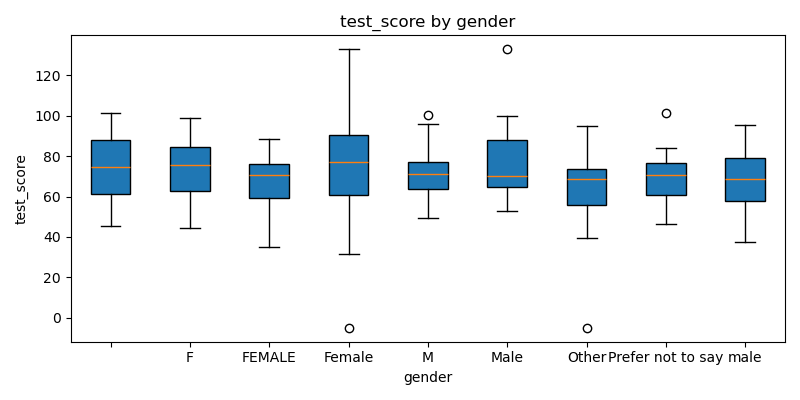 test_score by gender
120
100
80
60
40
20
0
test_score
F FEMALE Female M Male Other Prefer not to say male
gender